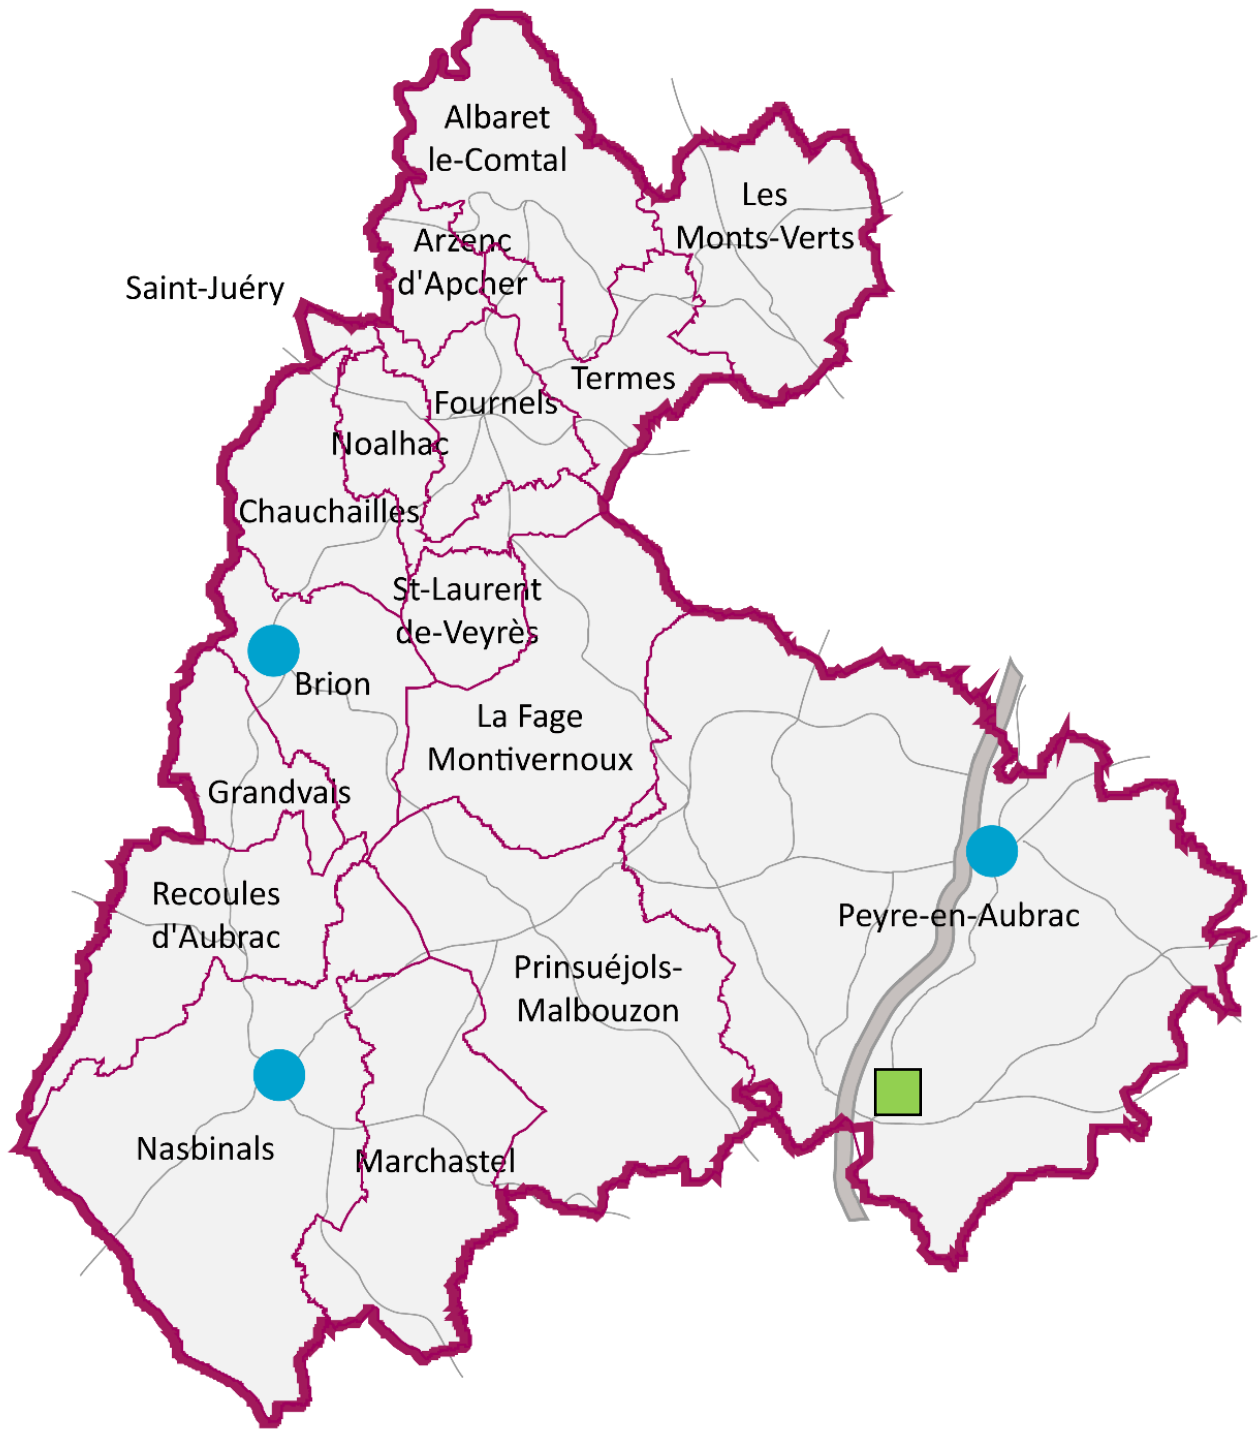 Albaret
le-Comtal
Les
Monts-Verts
Arzenc
d'Apcher
Saint-Juéry
Termes
Fournels
Noalhac
Chauchailles
St-Laurent
de-Veyrès
Brion
La Fage
Montivernoux
Grandvals
Recoules
d'Aubrac
Peyre-en-Aubrac
Prinsuéjols-
Malbouzon
Nasbinals
Marchastel